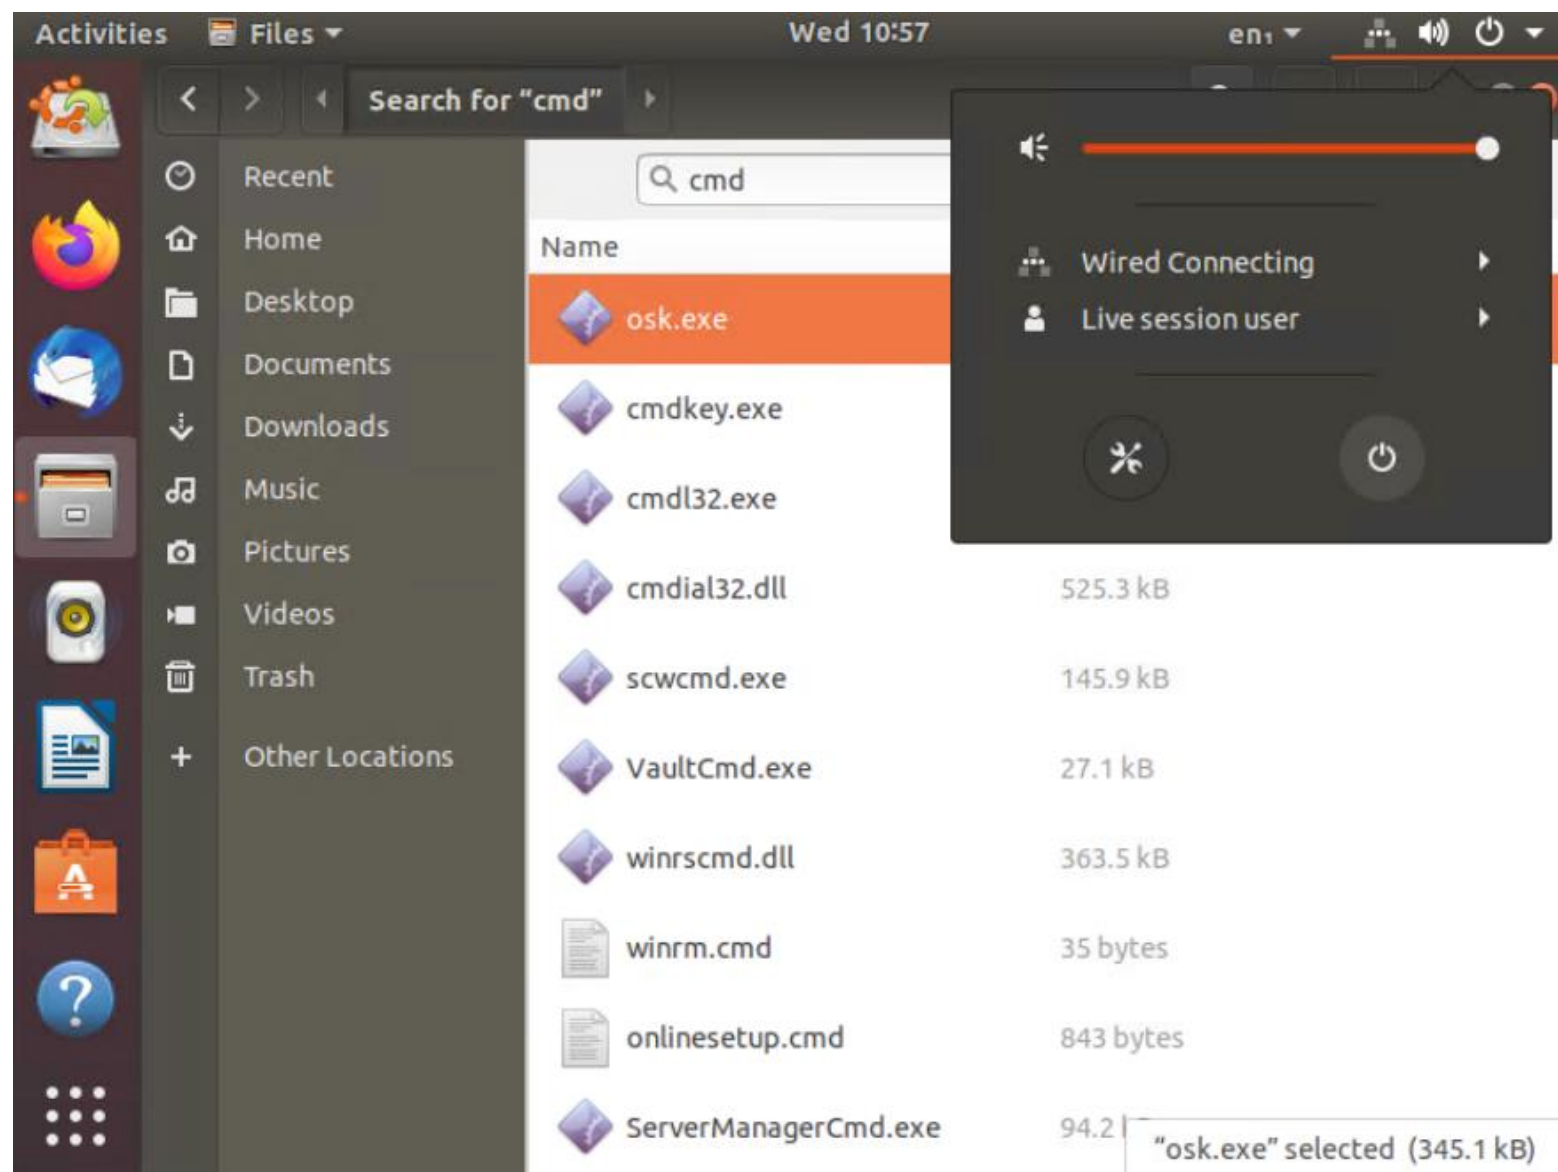 Activities Files Wed 10:57 en₁
Search for “cmd”
cmd
Recent
Home
Desktop
Documents
Downloads
Music
Pictures
Videos
Trash
Other Locations
Name
osk.exe
cmdkey.exe
cmdl32.exe
cmdial32.dll 525.3 kB
scwcmd.exe 145.9 kB
VaultCmd.exe 27.1 kB
winrscmd.dll 363.5 kB
winrm.cmd 35 bytes
onlinesetup.cmd 843 bytes
ServerManagerCmd.exe 94.2
Wired Connecting
Live session user
“osk.exe” selected (345.1 kB)